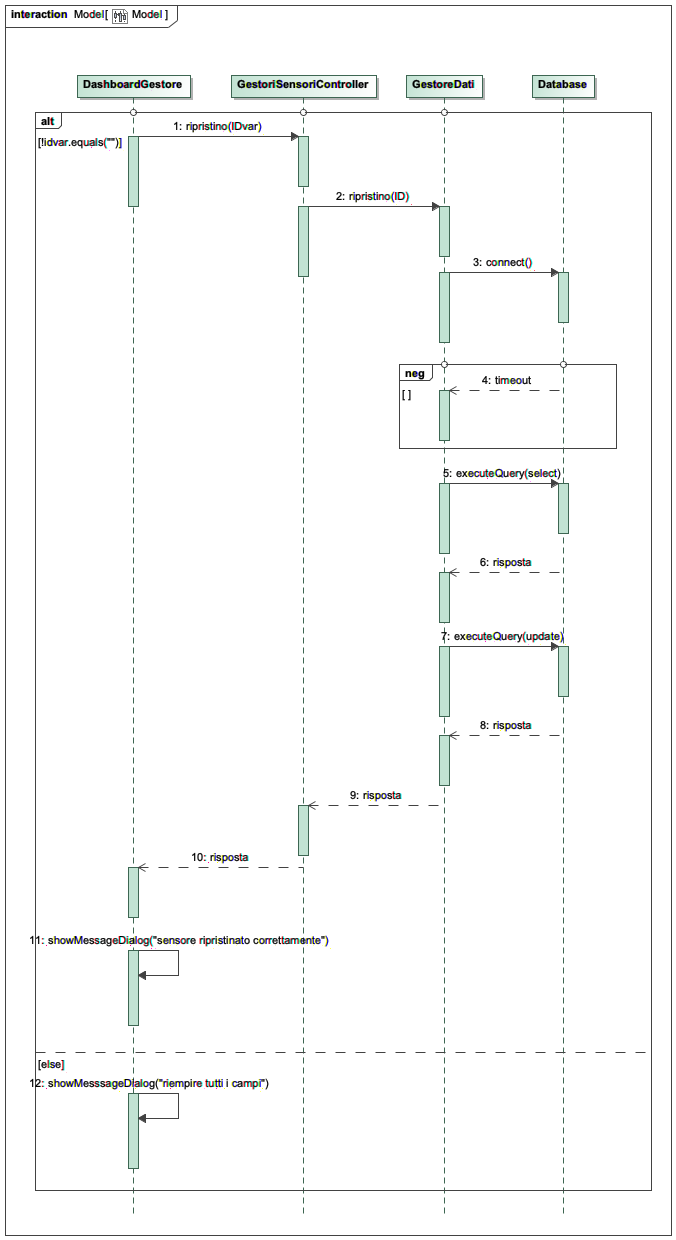 interaction Model[ Model ]
DashboardGestore
GestoriSensoriController
GestoreDati
Database
alt
[!idvar.equals("")]
1: ripristino(IDvar)
2: ripristino(ID)
3: connect()
neg
[ ]
4: timeout
5: executeQuery(select)
6: risposta
7: executeQuery(update)
8: risposta
9: risposta
10: risposta
11: showMessageDialog("sensore ripristinato correttamente")
[else]
12: showMesssageDialog("riempire tutti i campi")